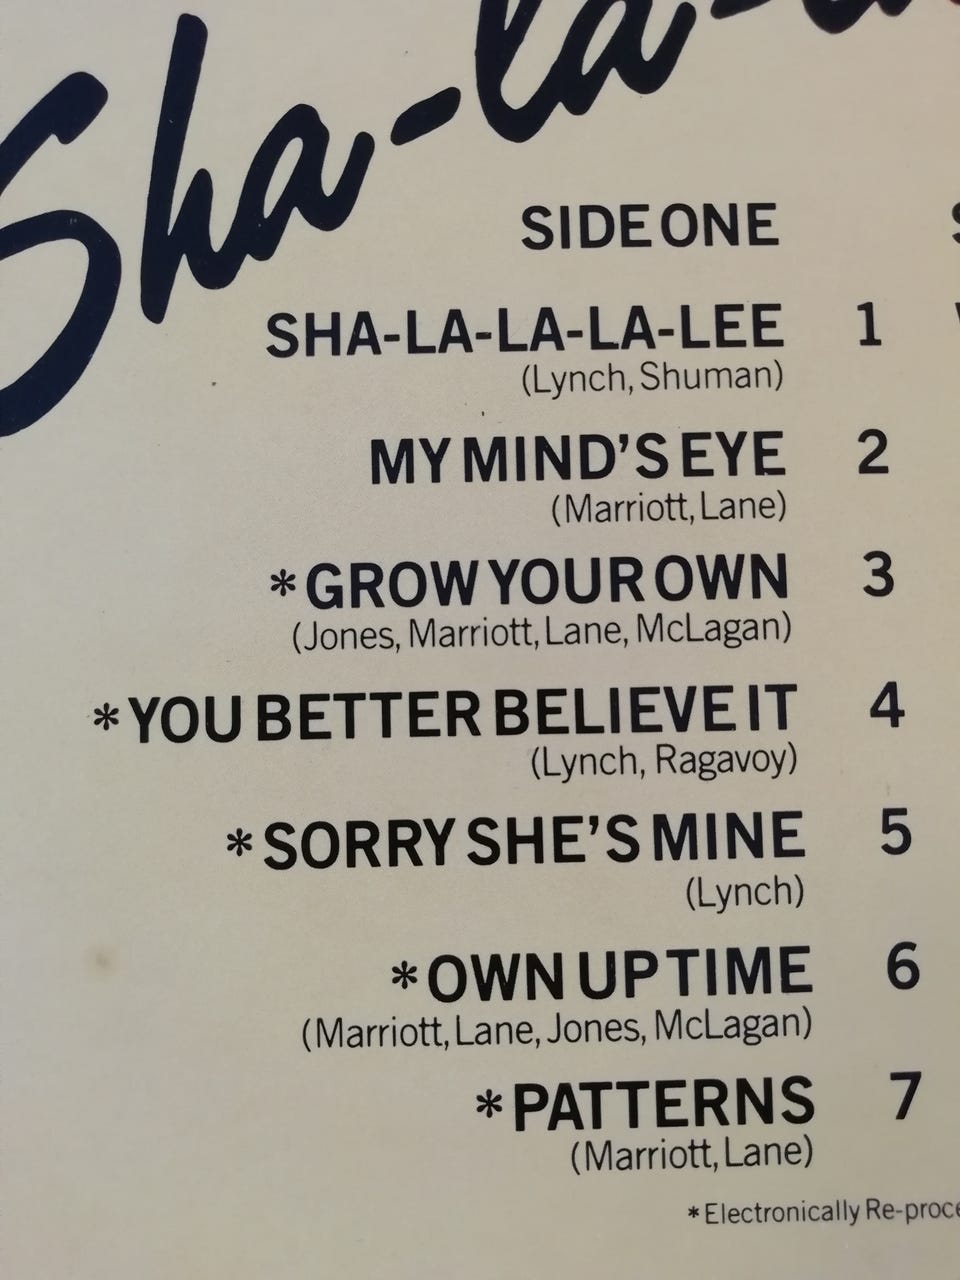 Sha-la-
SIDE ONE
SHA-LA-LA-LA-LEE 1
(Lynch, Shuman)
MY MIND'S EYE 2
(Marriott, Lane)
*GROW YOUR OWN 3
(Jones, Marriott, Lane, McLagan)
*YOU BETTER BELIEVE IT 4
(Lynch, Ragavoy)
*SORRY SHE'S MINE 5
(Lynch)
*OWN UP TIME 6
(Marriott, Lane, Jones, McLagan)
*PATTERNS 7
(Marriott, Lane)
*Electronically Re-proce